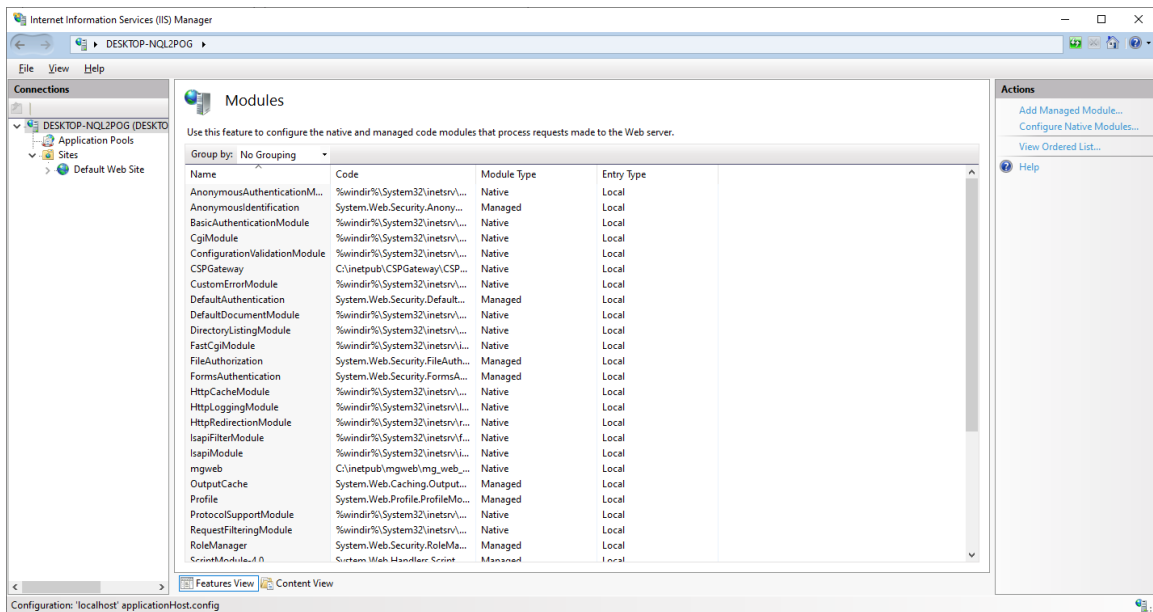 Internet Information Services (IIS) Manager
DESKTOP-NQL2POG
File View Help
Connections
DESKTOP-NQL2POG (DESKTO
Application Pools
Sites
Default Web Site
Modules
Use this feature to configure the native and managed code modules that process requests made to the Web server.
Group by: No Grouping
Name Code Module Type Entry Type
AnonymousAuthenticationM... %windir%\System32\inetsrv\... Native Local
AnonymousIdentification System.Web.Security.Anony... Managed Local
BasicAuthenticationModule %windir%\System32\inetsrv\... Native Local
CgiModule %windir%\System32\inetsrv\... Native Local
ConfigurationValidationModule %windir%\System32\inetsrv\... Native Local
CSPGateway C:\inetpub\CSPGateway\CSP... Native Local
CustomErrorModule %windir%\System32\inetsrv\... Native Local
DefaultAuthentication System.Web.Security.Default... Managed Local
DefaultDocumentModule %windir%\System32\inetsrv\... Native Local
DirectoryListingModule %windir%\System32\inetsrv\... Native Local
FastCgiModule %windir%\System32\inetsrv\i... Native Local
FileAuthorization System.Web.Security.FileAuth... Managed Local
FormsAuthentication System.Web.Security.FormsA... Managed Local
HttpCacheModule %windir%\System32\inetsrv\... Native Local
HttpLoggingModule %windir%\System32\inetsrv\l... Native Local
HttpRedirectionModule %windir%\System32\inetsrv\r... Native Local
IsapiFilterModule %windir%\System32\inetsrv\f... Native Local
IsapiModule %windir%\System32\inetsrv\i... Native Local
mgweb C:\inetpub\mgweb\mg_web_... Native Local
OutputCache System.Web.Caching.Output... Managed Local
Profile System.Web.Profile.ProfileMo... Managed Local
ProtocolSupportModule %windir%\System32\inetsrv\... Native Local
RequestFilteringModule %windir%\System32\inetsrv\... Native Local
RoleManager System.Web.Security.RoleMa... Managed Local
ScriptModule-4.0 System.Web.Handlers.Script... Managed Local
Features View Content View
Actions
Add Managed Module...
Configure Native Modules...
View Ordered List...
Help
Configuration: 'localhost' applicationHost.config